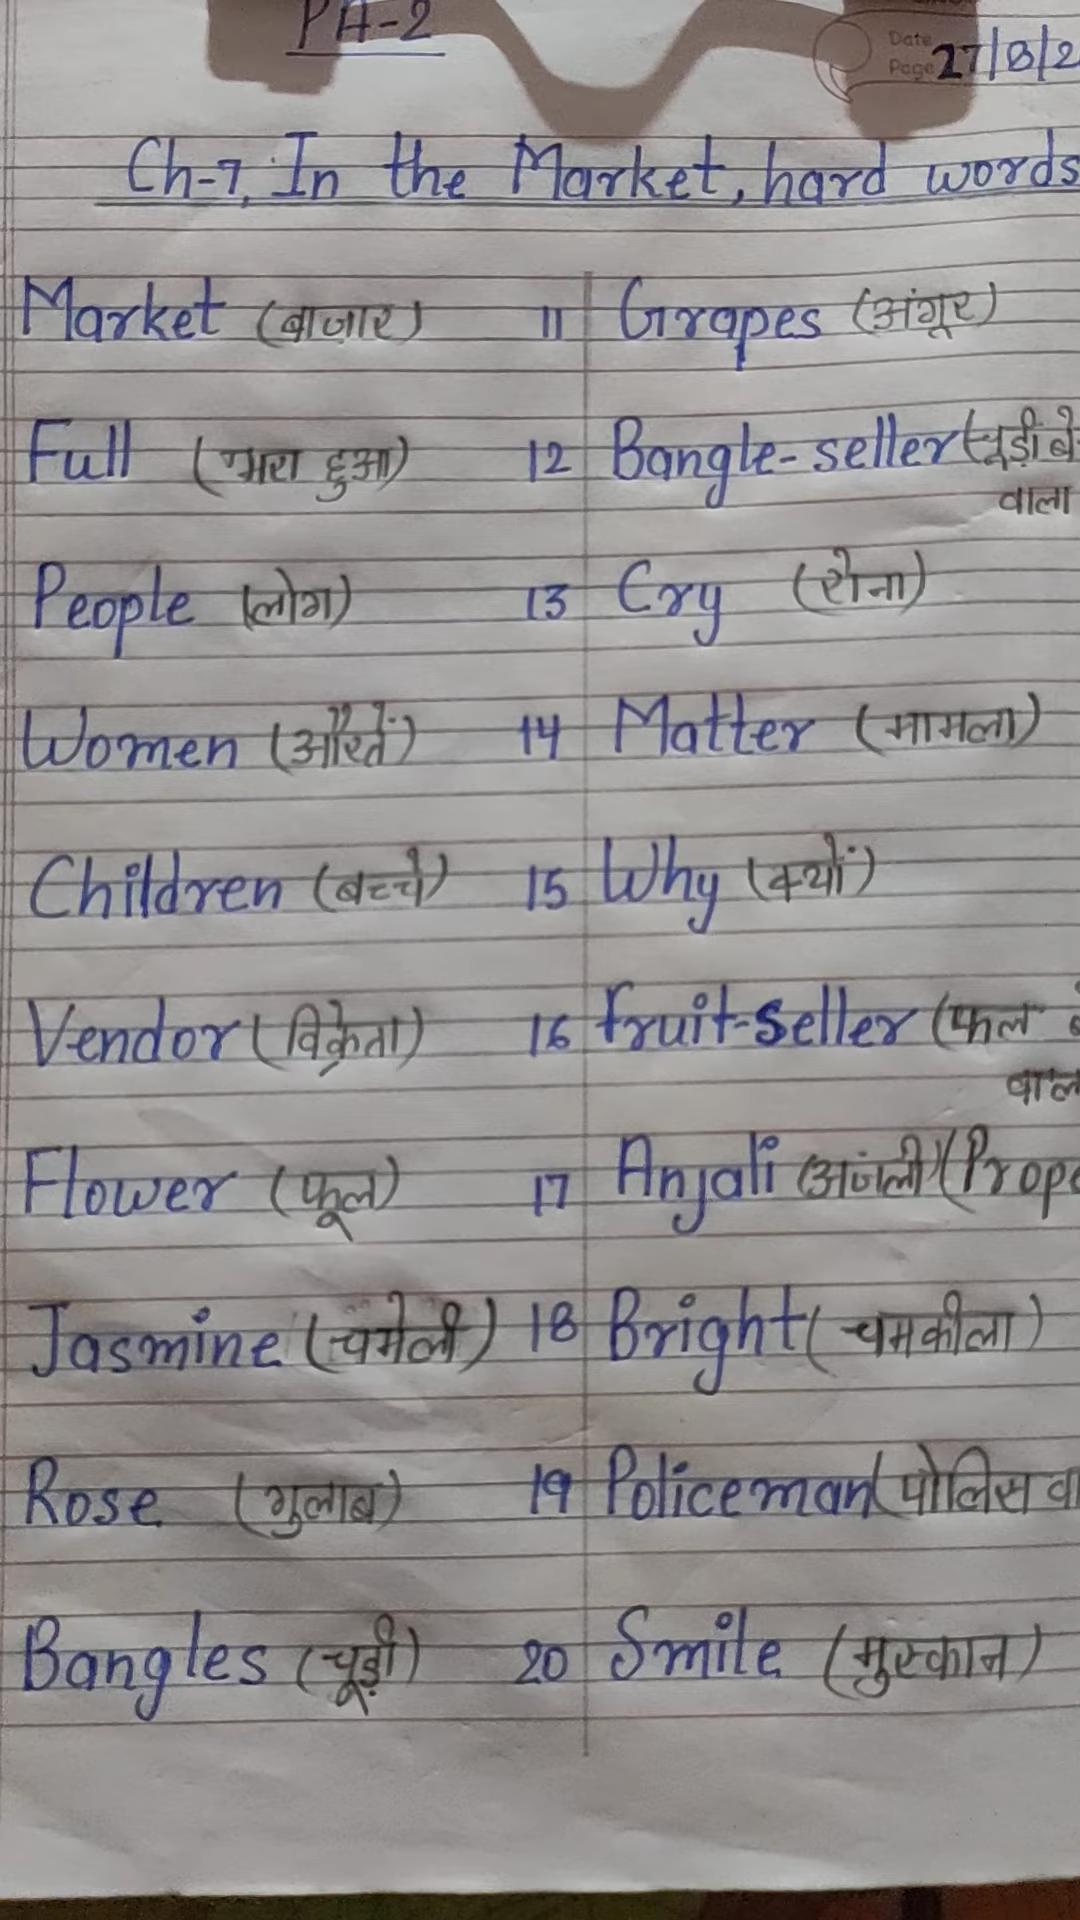 PA-2
Date
Page 27/8/2
Ch-7, In the Market, hard words
Market (बाज़ार) 11 Grapes (अंगूर)
Full (भरा हुआ) 12 Bangle-seller (चूड़ी बे
वाला
People (लोग) 13 Cry (रोना)
Women (औरतें) 14 Matter (मामला)
Children (बच्चे) 15 Why (क्यों)
Vendor (विक्रेता) 16 fruit-seller (फल
वाल
Flower (फूल) 17 Anjali (अंजली) (Prope
Jasmine (चमेली) 18 Bright (चमकीला)
Rose (गुलाब) 19 Policeman (पोलिस वा
Bangles (चूड़ी) 20 Smile (मुस्कान)